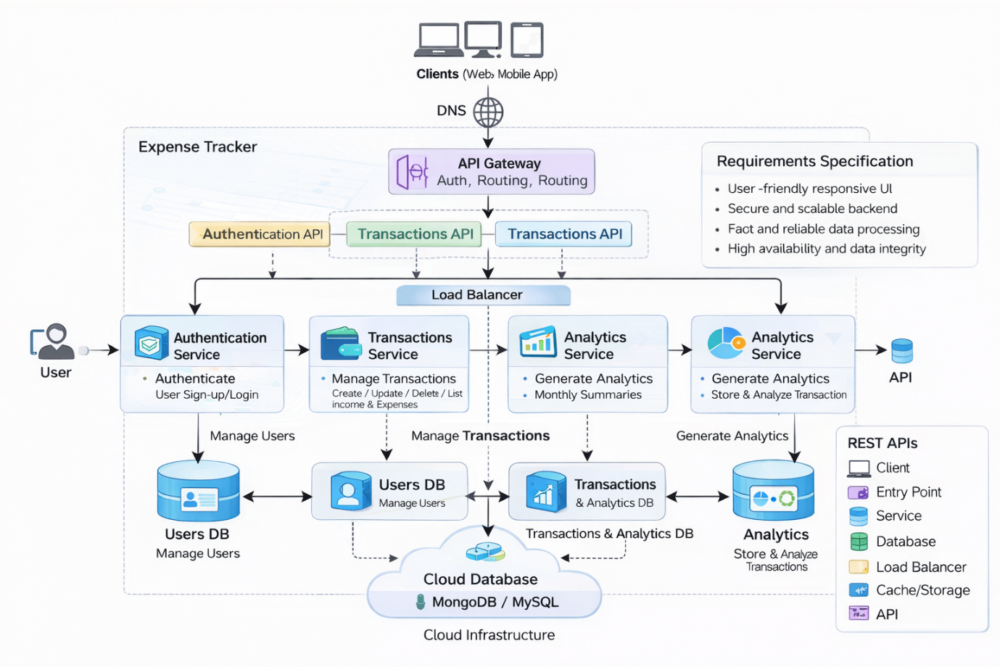 Clients (Web, Mobile App)
DNS
Expense Tracker
API Gateway
Auth, Routing, Routing
Requirements Specification
• User -friendly responsive UI
• Secure and scalable backend
• Fact and reliable data processing
• High availability and data integrity
Authentication API
Transactions API
Transactions API
Load Balancer
User
Authentication
Service
• Authenticate
User Sign-up/Login
Transactions
Service
• Manage Transactions
Create / Update / Delete / List
income & Expenses
Analytics
Service
• Generate Analytics
• Monthly Summaries
Analytics
Service
• Generate Analytics
• Store & Analyze Transaction
API
Manage Users
Manage Transactions
Generate Analytics
Users DB
Manage Users
Users DB
Manage Users
Transactions
& Analytics DB
Transactions & Analytics DB
Analytics
Store & Analyze
Transactions
Cloud Database
MongoDB / MySQL
Cloud Infrastructure
REST APIs
Client
Entry Point
Service
Database
Load Balancer
Cache/Storage
API